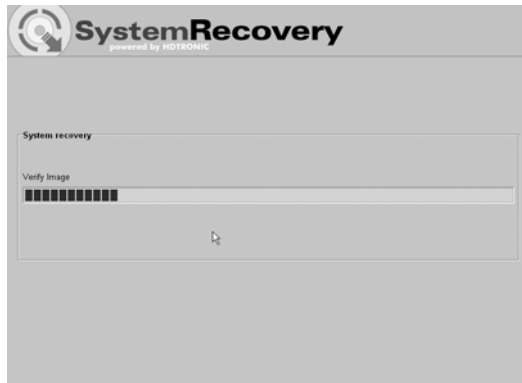 SystemRecovery
powered by HDTRONIC
System recovery
Verify Image